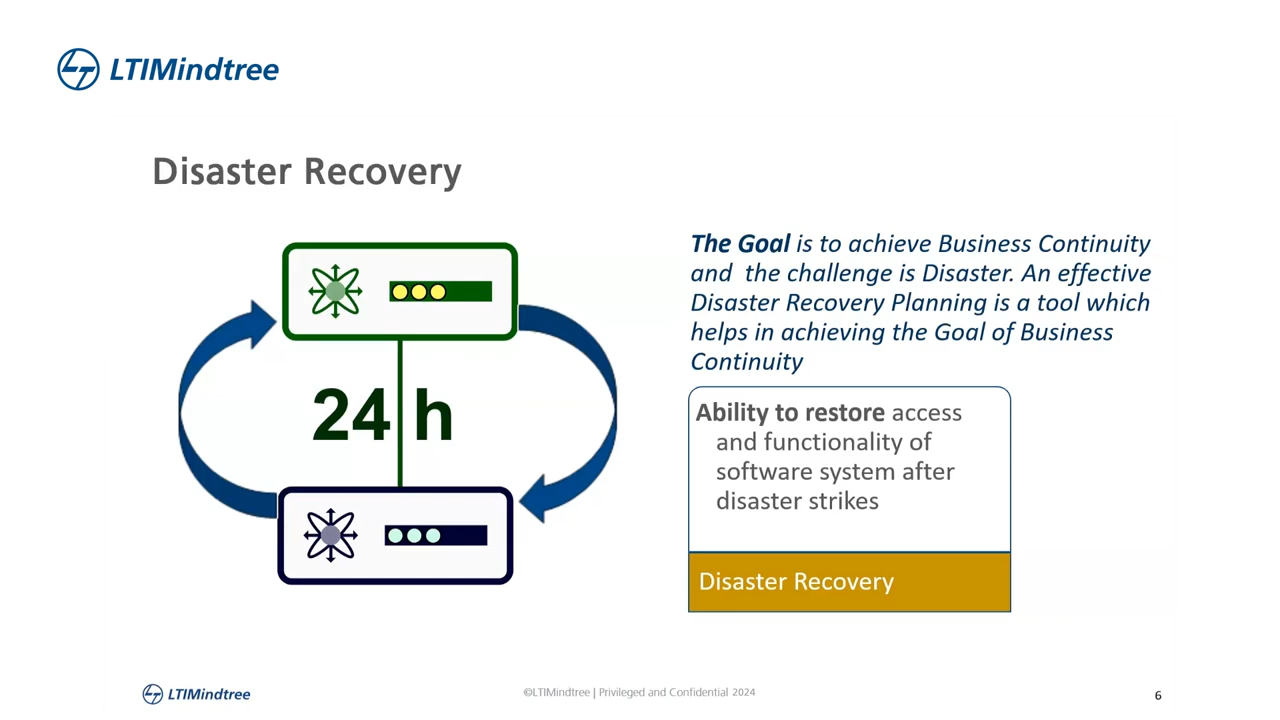 LTIMindtree
Disaster Recovery
The Goal is to achieve Business Continuity
and  the challenge is Disaster. An effective
Disaster Recovery Planning is a tool which
helps in achieving the Goal of Business
Continuity
24 h
Ability to restore access
and functionality of
software system after
disaster strikes
Disaster Recovery
LTIMindtree
©LTIMindtree | Privileged and Confidential 2024
6